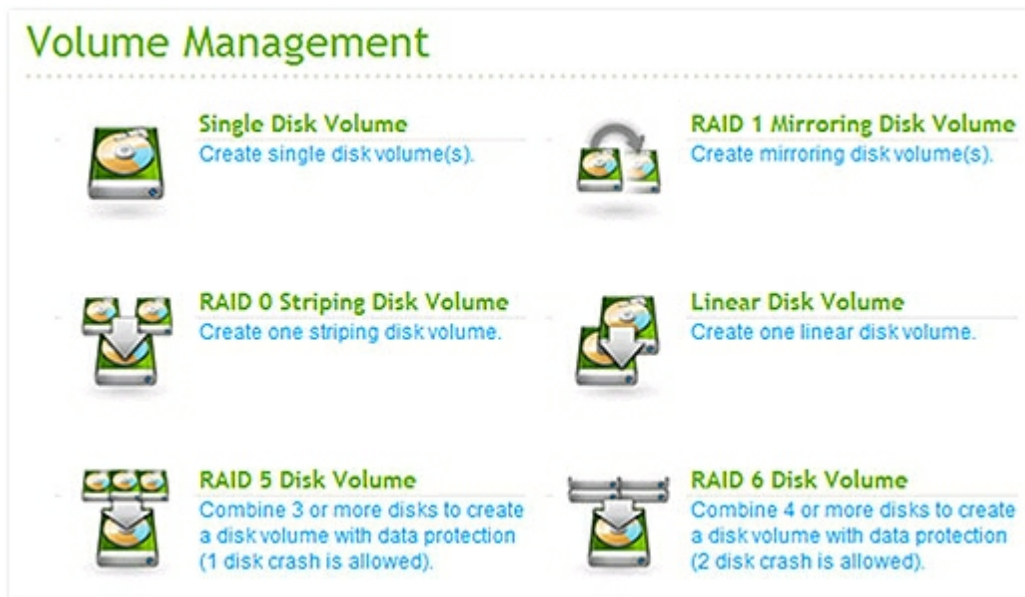 Volume Management
Single Disk Volume
Create single disk volume(s).
RAID 1 Mirroring Disk Volume
Create mirroring disk volume(s).
RAID 0 Striping Disk Volume
Create one striping disk volume.
Linear Disk Volume
Create one linear disk volume.
RAID 5 Disk Volume
Combine 3 or more disks to create
a disk volume with data protection
(1 disk crash is allowed).
RAID 6 Disk Volume
Combine 4 or more disks to create
a disk volume with data protection
(2 disk crash is allowed).